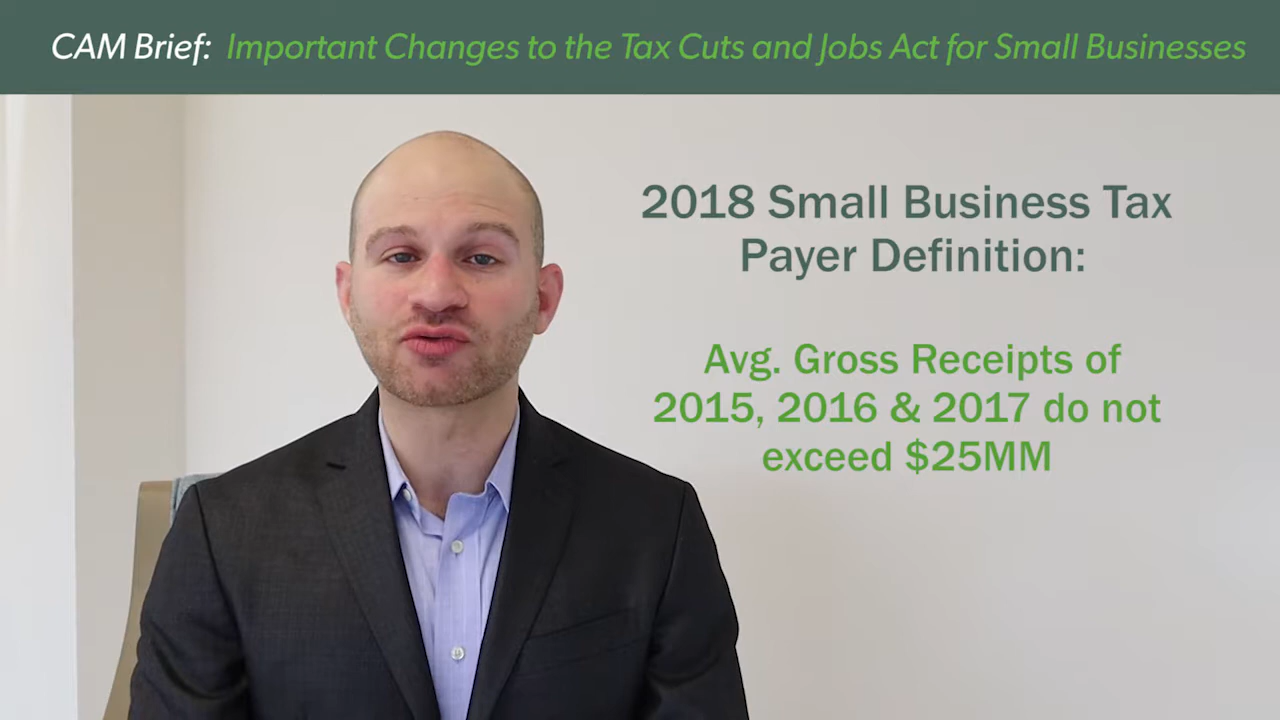 CAM Brief: Important Changes to the Tax Cuts and Jobs Act for Small Businesses
2018 Small Business Tax
Payer Definition:
Avg. Gross Receipts of
2015, 2016 & 2017 do not
exceed $25MM